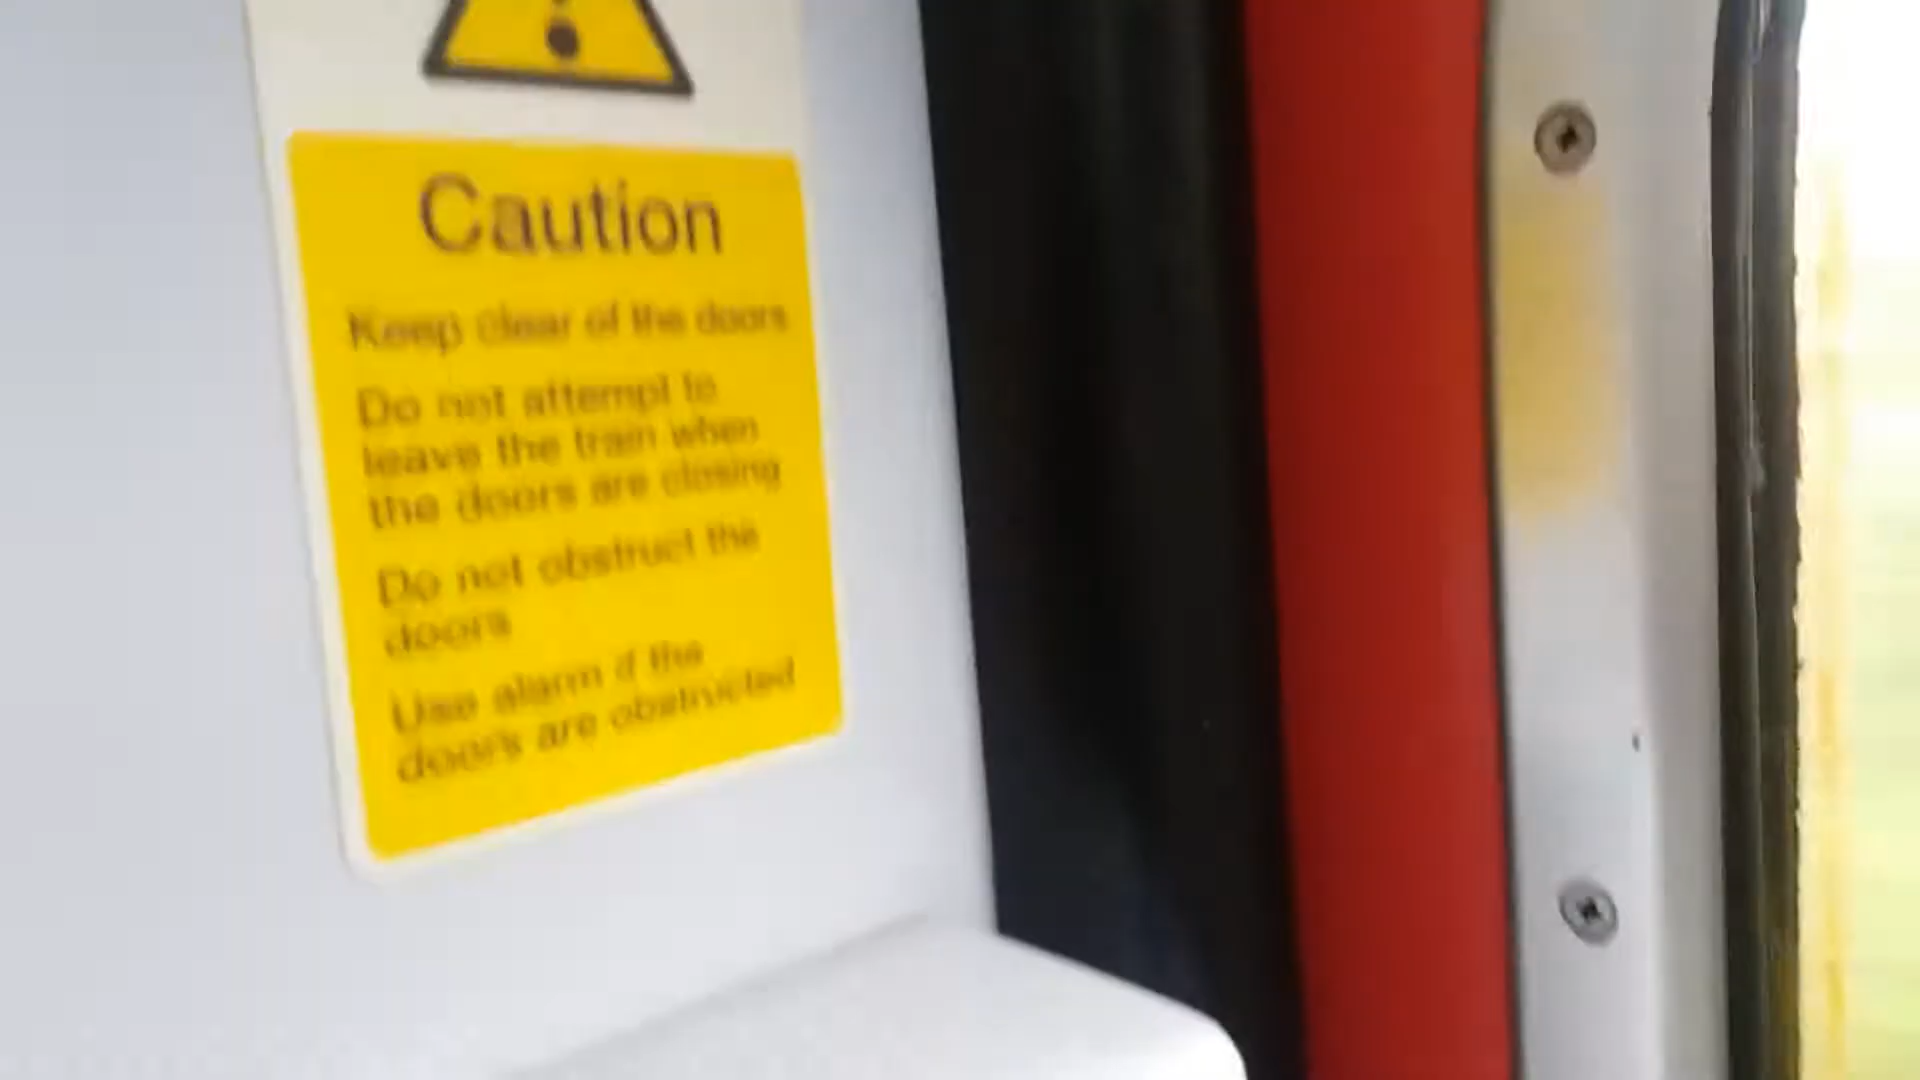 Caution
Keep clear of the doors
Do not attempt to
leave the train when
the doors are closing
Do not obstruct the
doors
Use alarm if the
doors are obstructed